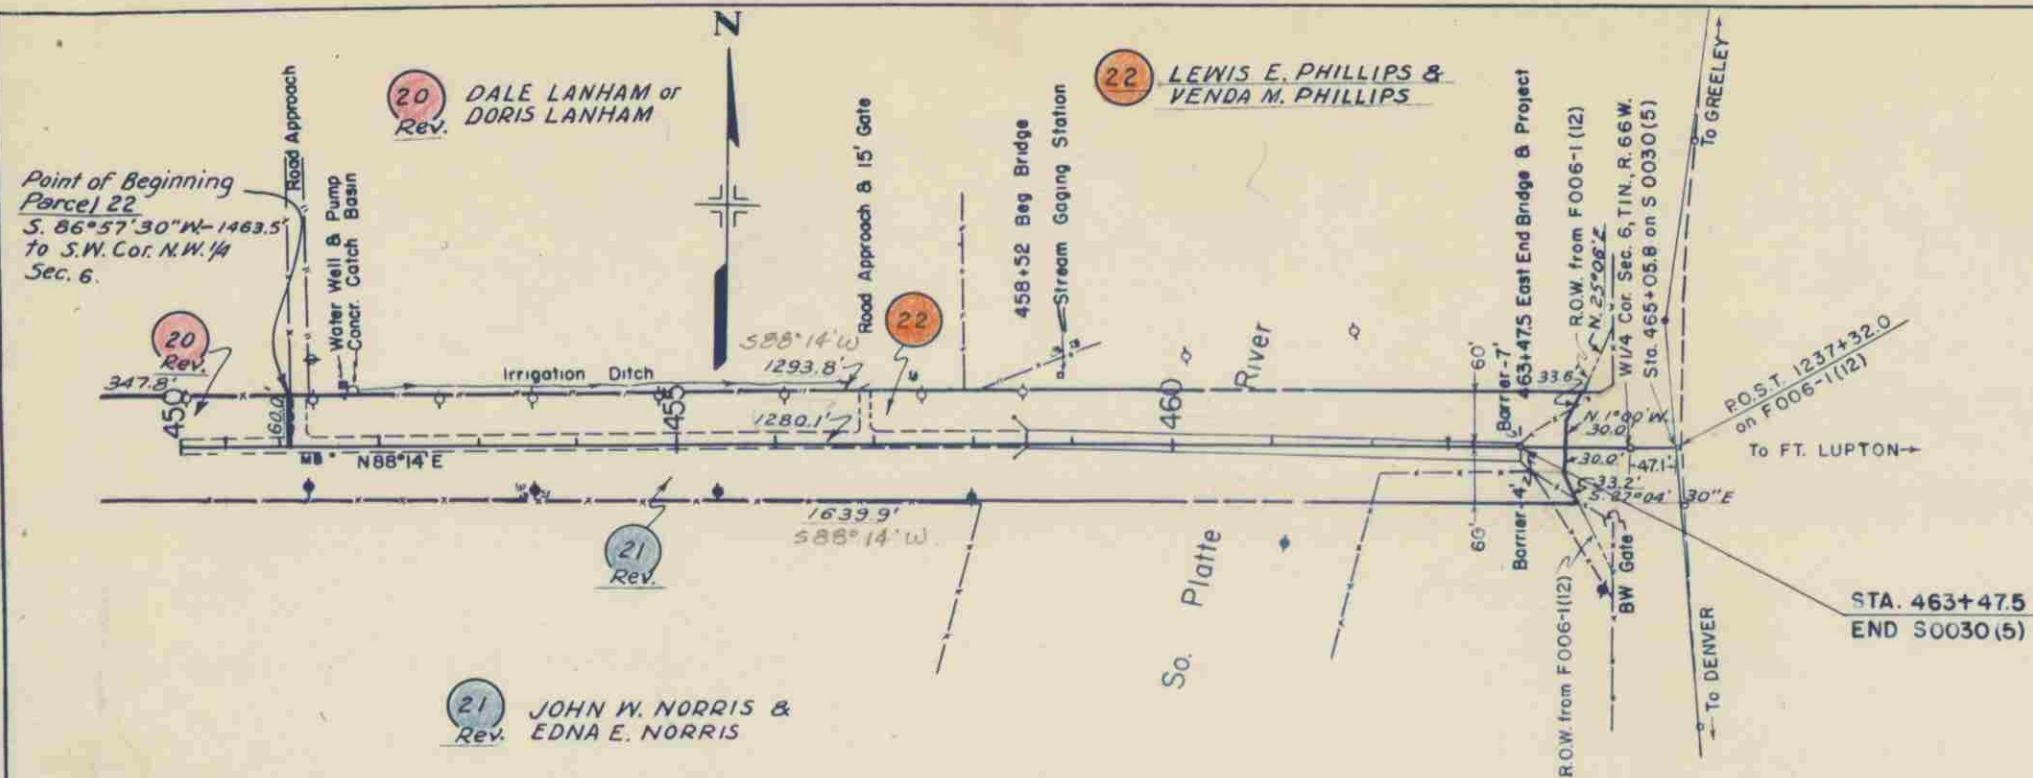 N
20
Rev.
DALE LANHAM or
DORIS LANHAM
22
LEWIS E. PHILLIPS &
VENDA M. PHILLIPS
Point of Beginning
Parcel 22
S. 86°57'30"W-1463.5'
to S.W. Cor. N.W. 1/4
Sec. 6.
Road Approach
Water Well & Pump
Concr. Catch Basin
Road Approach & 15' Gate
458+52 Beg Bridge
Stream Gaging Station
463+47.5 East End Bridge & Project
Barrier-7'
R.O.W. from F006-1(12)
N. 25°06'E
W1/4 Cor. Sec. 6, T.1N., R.66W.
Sta. 465+05.8 on S 0030(5)
To GREELEY
20
Rev.
347.8'
60.0'
450
Irrigation Ditch
455
S88°14'W
1293.8'
1280.1'
22
460
River
60'
33.6'
N. 1°00'W.
30.0'
30.0'
47.1'
P.O.S.T. 1237+32.0
on F006-1(12)
To FT. LUPTON
MB
N88°14'E
33.2'
30"E
1639.9'
S88°14'W.
21
Rev.
So. Platte
60'
Barrier-4'
BW Gate
R.O.W. from F006-1(12)
To DENVER
STA. 463+47.5
END S0030(5)
21
Rev.
JOHN W. NORRIS &
EDNA E. NORRIS